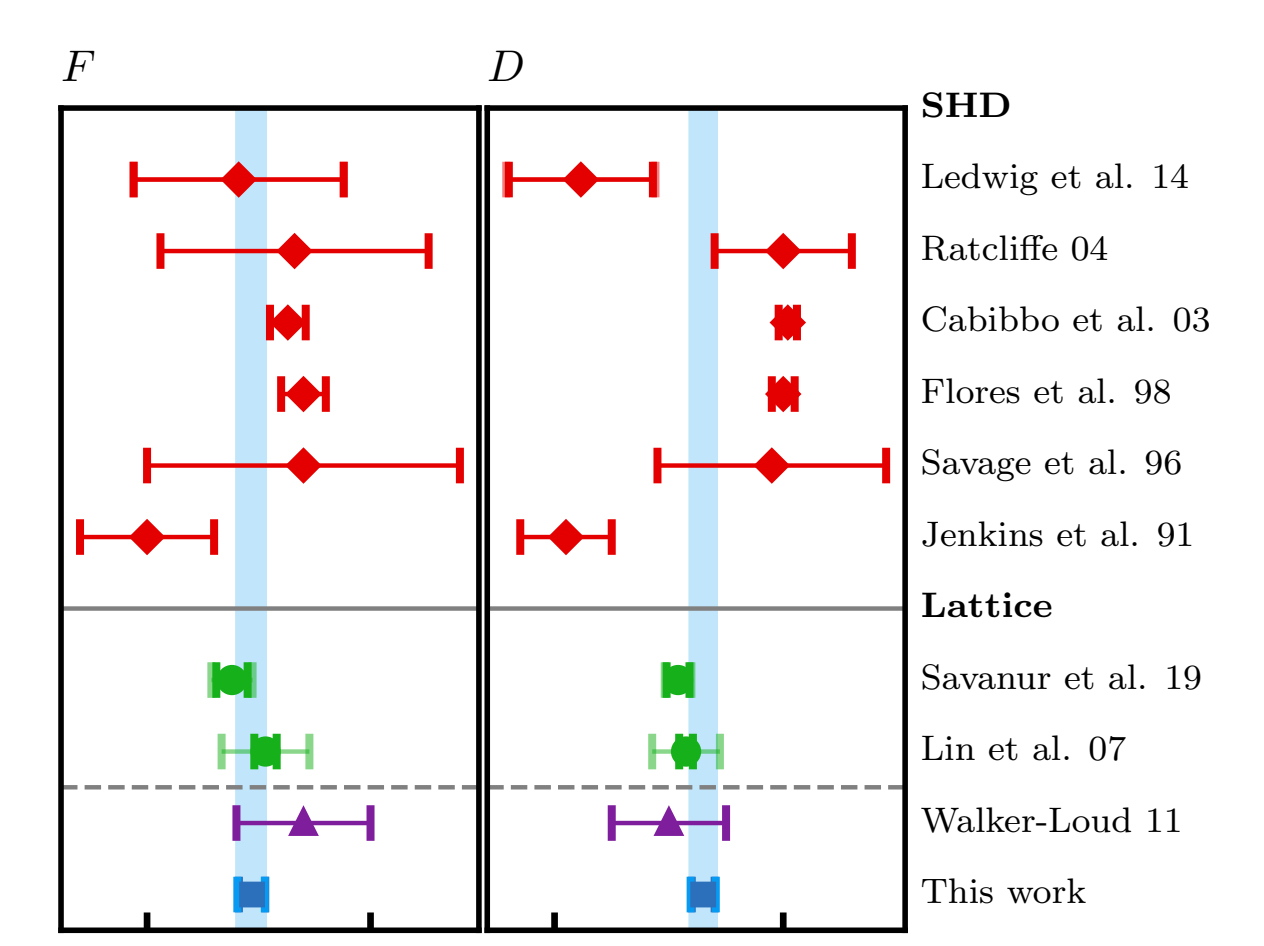 F
D
SHD
Ledwig et al. 14
Ratcliffe 04
Cabibbo et al. 03
Flores et al. 98
Savage et al. 96
Jenkins et al. 91
Lattice
Savanur et al. 19
Lin et al. 07
Walker-Loud 11
This work